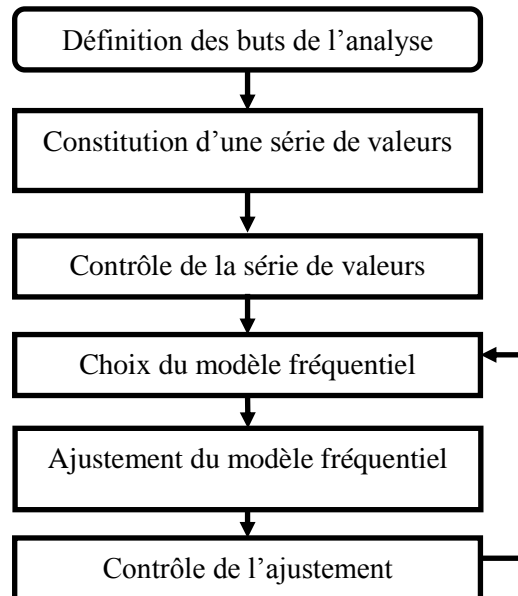 Définition des buts de l’analyse
Constitution d’une série de valeurs
Contrôle de la série de valeurs
Choix du modèle fréquentiel
Ajustement du modèle fréquentiel
Contrôle de l’ajustement